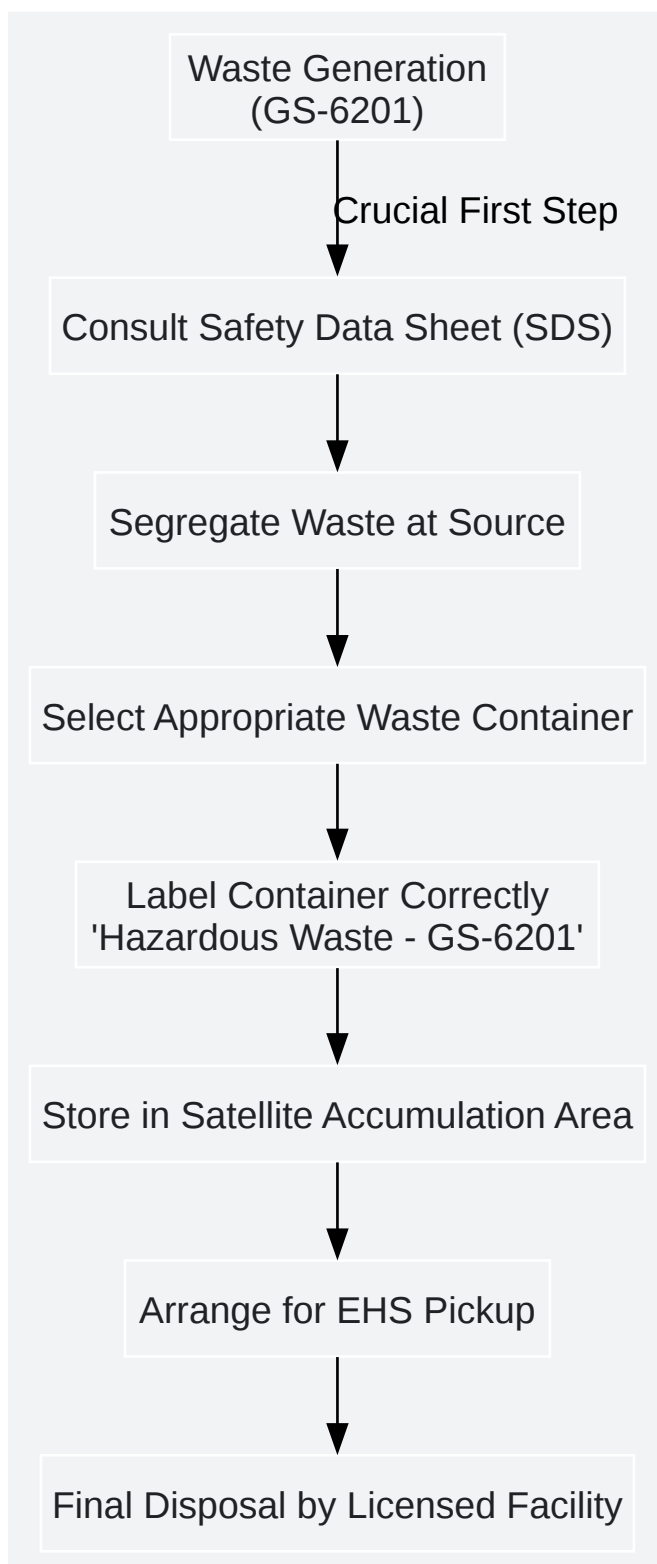 Waste Generation
(GS-6201)
Crucial First Step
Consult Safety Data Sheet (SDS)
Segregate Waste at Source
Select Appropriate Waste Container
Label Container Correctly
'Hazardous Waste - GS-6201'
Store in Satellite Accumulation Area
Arrange for EHS Pickup
Final Disposal by Licensed Facility